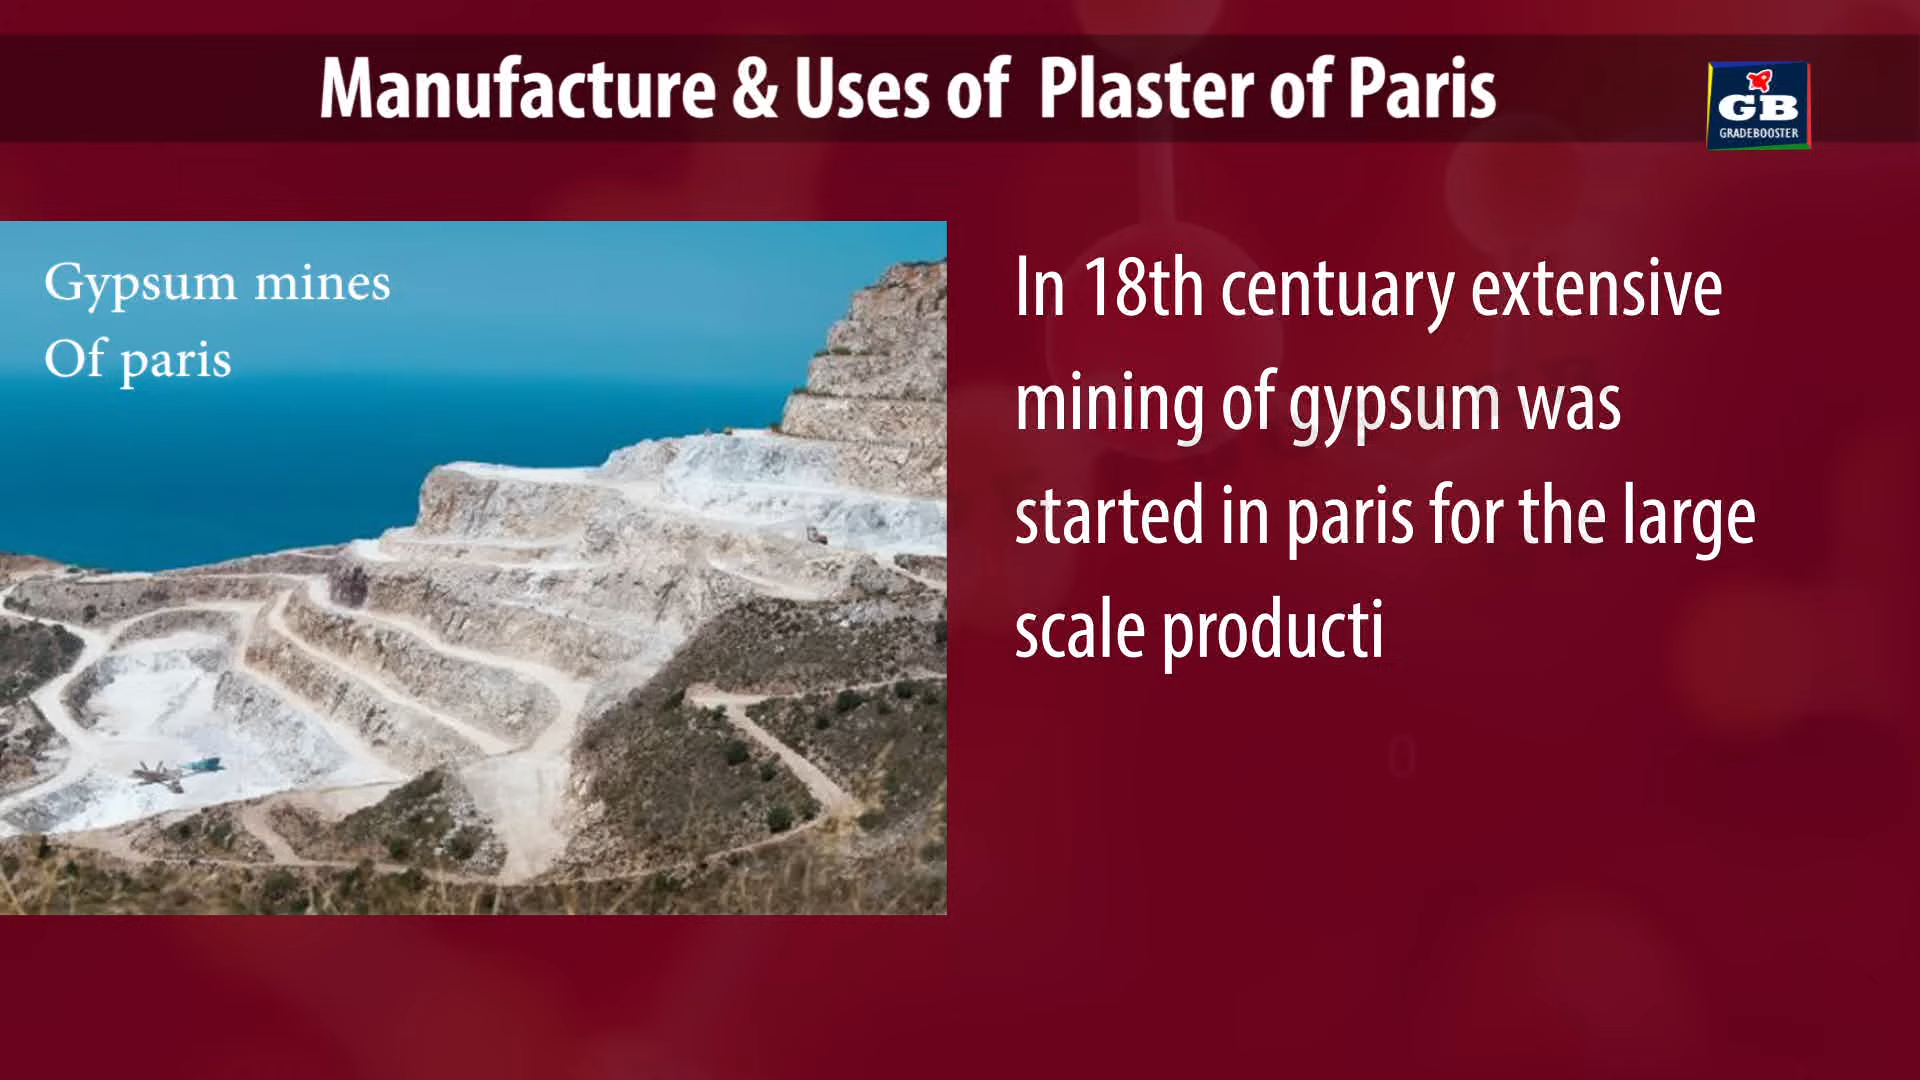 Manufacture & Uses of Plaster of Paris
GB
GRADEBOOSTER
Gypsum mines
Of paris
In 18th centuary extensive
mining of gypsum was
started in paris for the large
scale producti